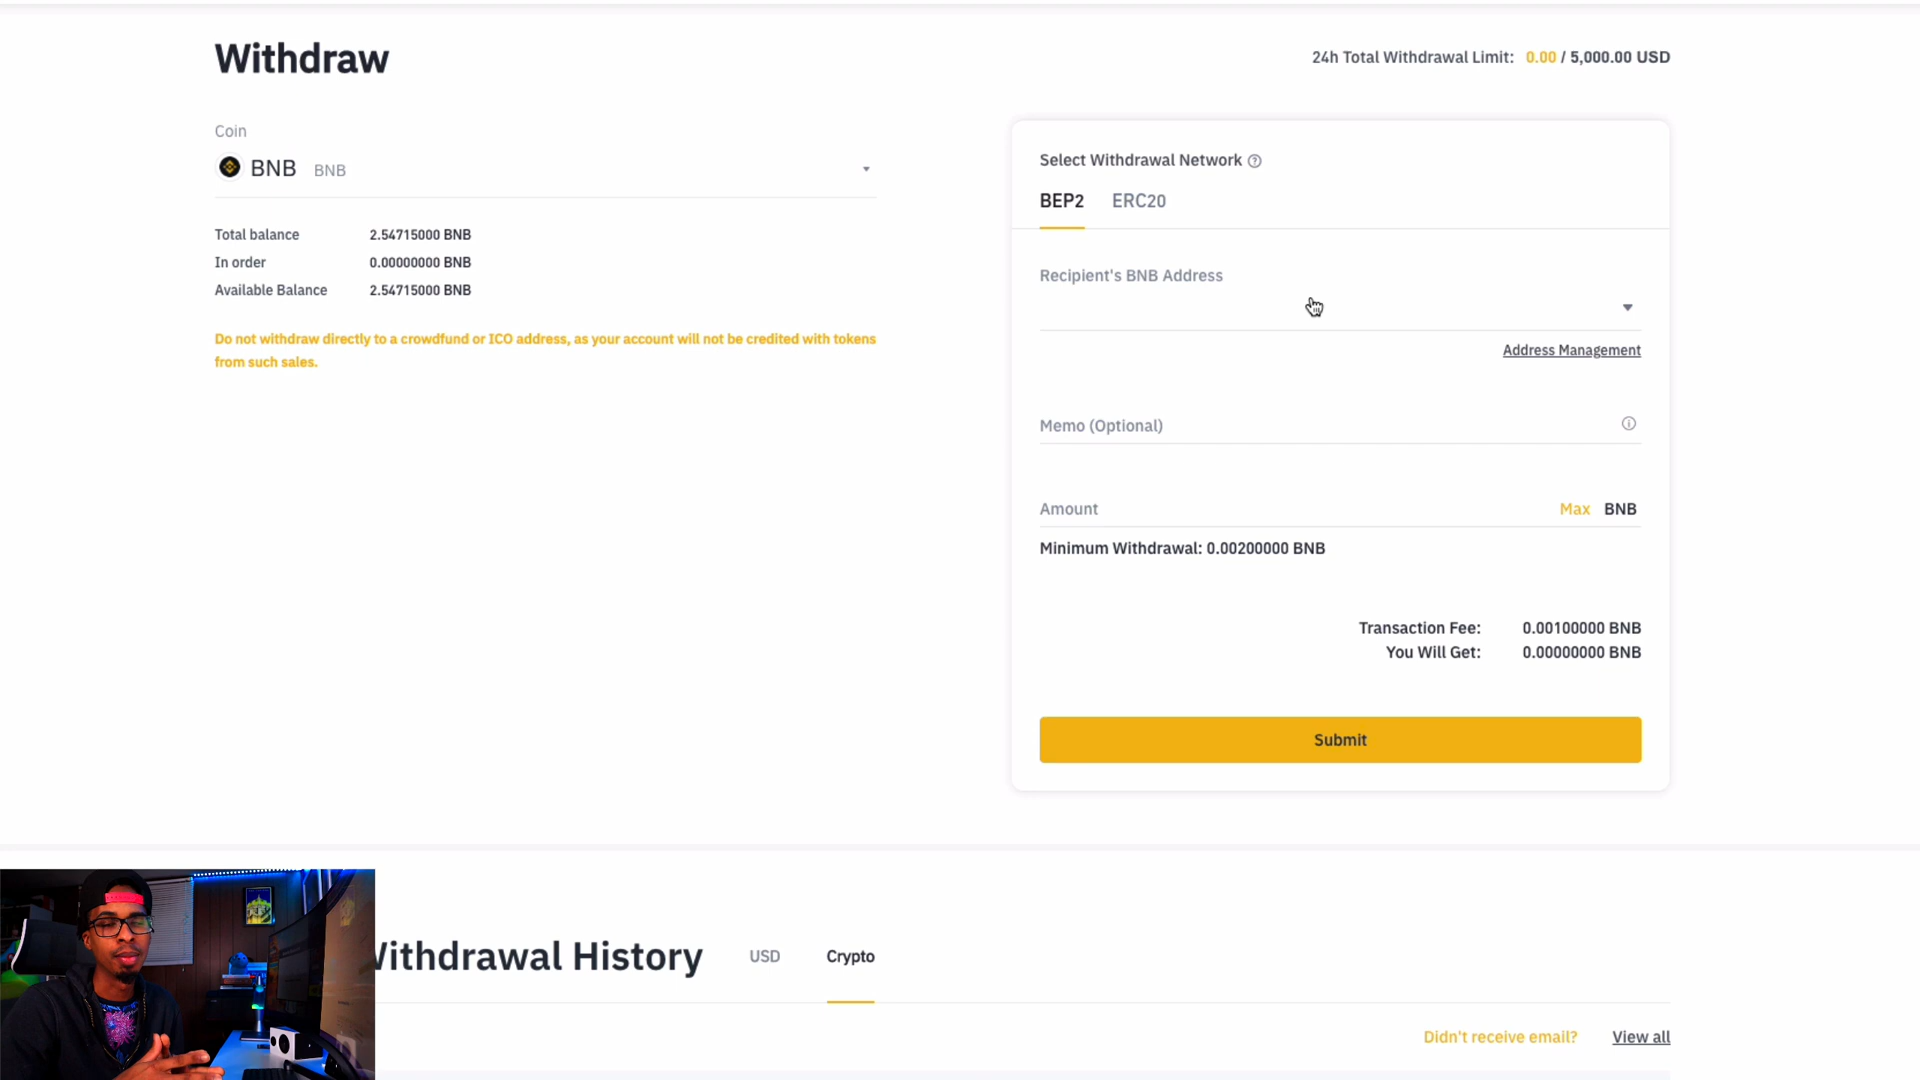 Withdraw
24h Total Withdrawal Limit: 0.00 / 5,000.00 USD
Coin
BNB BNB
Total balance 2.54715000 BNB
In order 0.00000000 BNB
Available Balance 2.54715000 BNB
Do not withdraw directly to a crowdfund or ICO address, as your account will not be credited with tokens
from such sales.
Select Withdrawal Network
BEP2 ERC20
Recipient's BNB Address
Address Management
Memo (Optional)
Amount Max BNB
Minimum Withdrawal: 0.00200000 BNB
Transaction Fee: 0.00100000 BNB
You Will Get: 0.00000000 BNB
Submit
Withdrawal History USD Crypto
Didn't receive email? View all